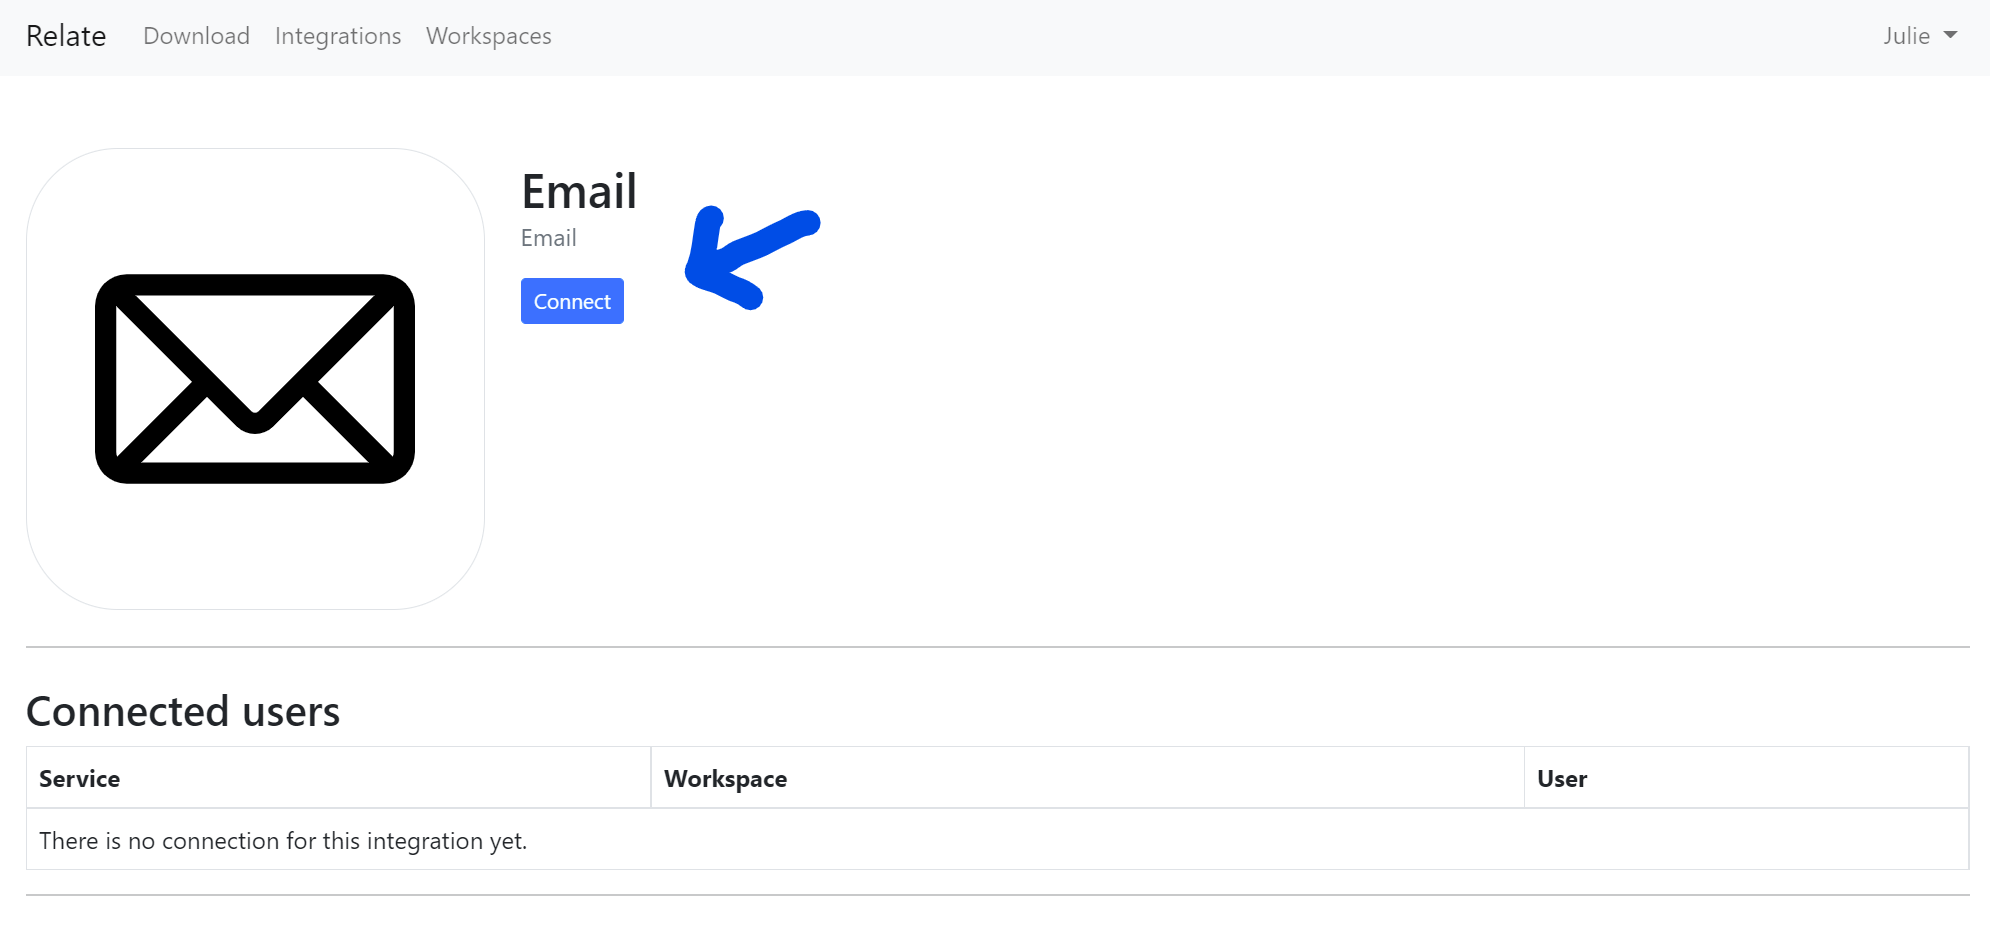 Relate Download Integrations Workspaces Julie
Email
Email
Connect
Connected users
Service Workspace User
There is no connection for this integration yet.